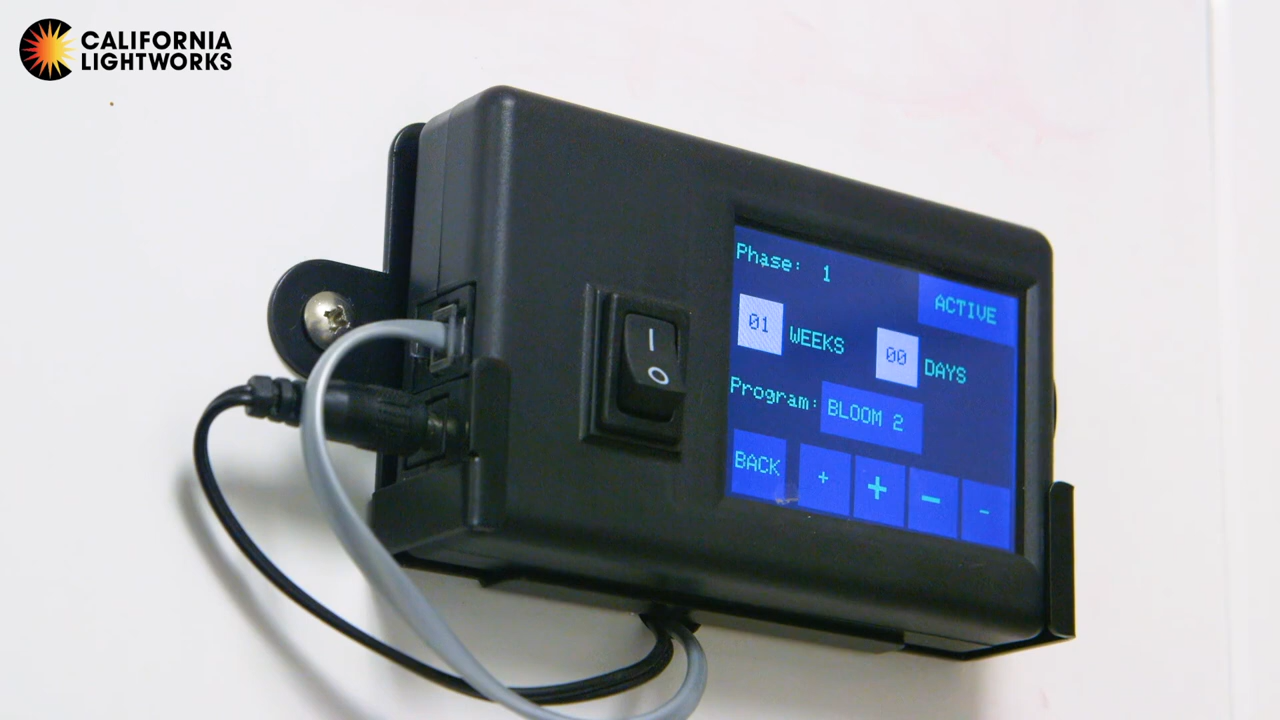 CALIFORNIA
LIGHTWORKS
Phase: 1
ACTIVE
01 WEEKS 00 DAYS
Program: BLOOM 2
BACK + + − -